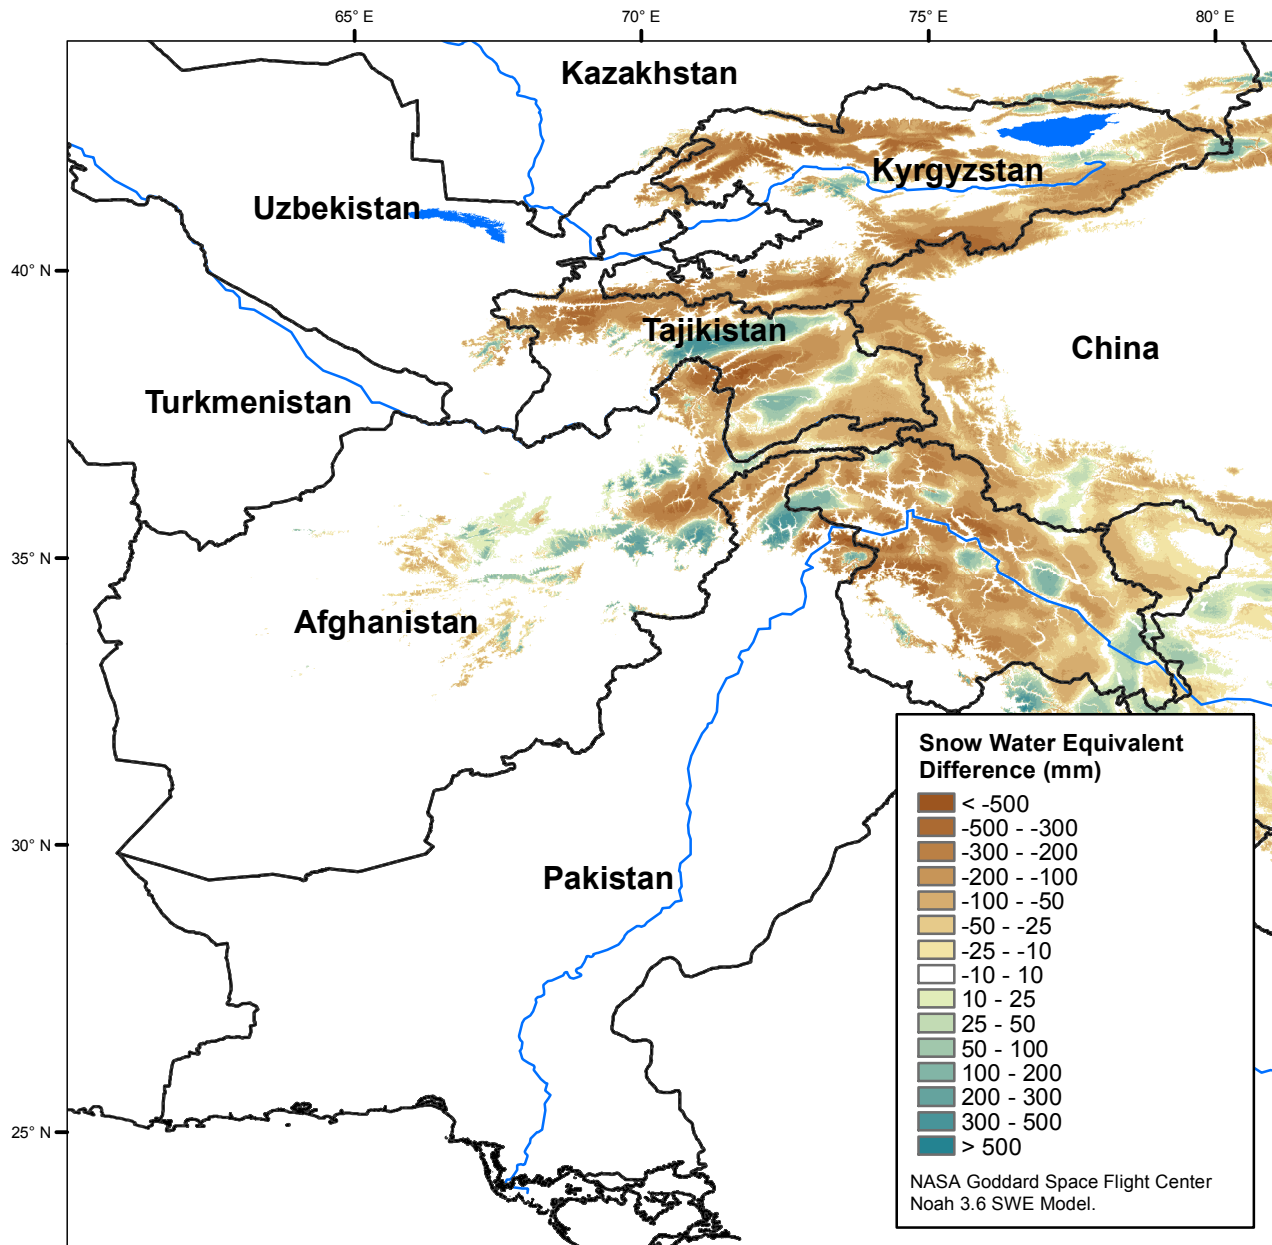 65° E
70° E
75° E
80° E
Kazakhstan
Kyrgyzstan
Uzbekistan
40° N
Tajikistan
China
Turkmenistan
35° N
Afghanistan
Snow Water Equivalent
Difference (mm)
< -500
-500 - -300
-300 - -200
-200 - -100
-100 - -50
-50 - -25
-25 - -10
-10 - 10
10 - 25
25 - 50
50 - 100
100 - 200
200 - 300
300 - 500
> 500
30° N
Pakistan
25° N
NASA Goddard Space Flight Center
Noah 3.6 SWE Model.